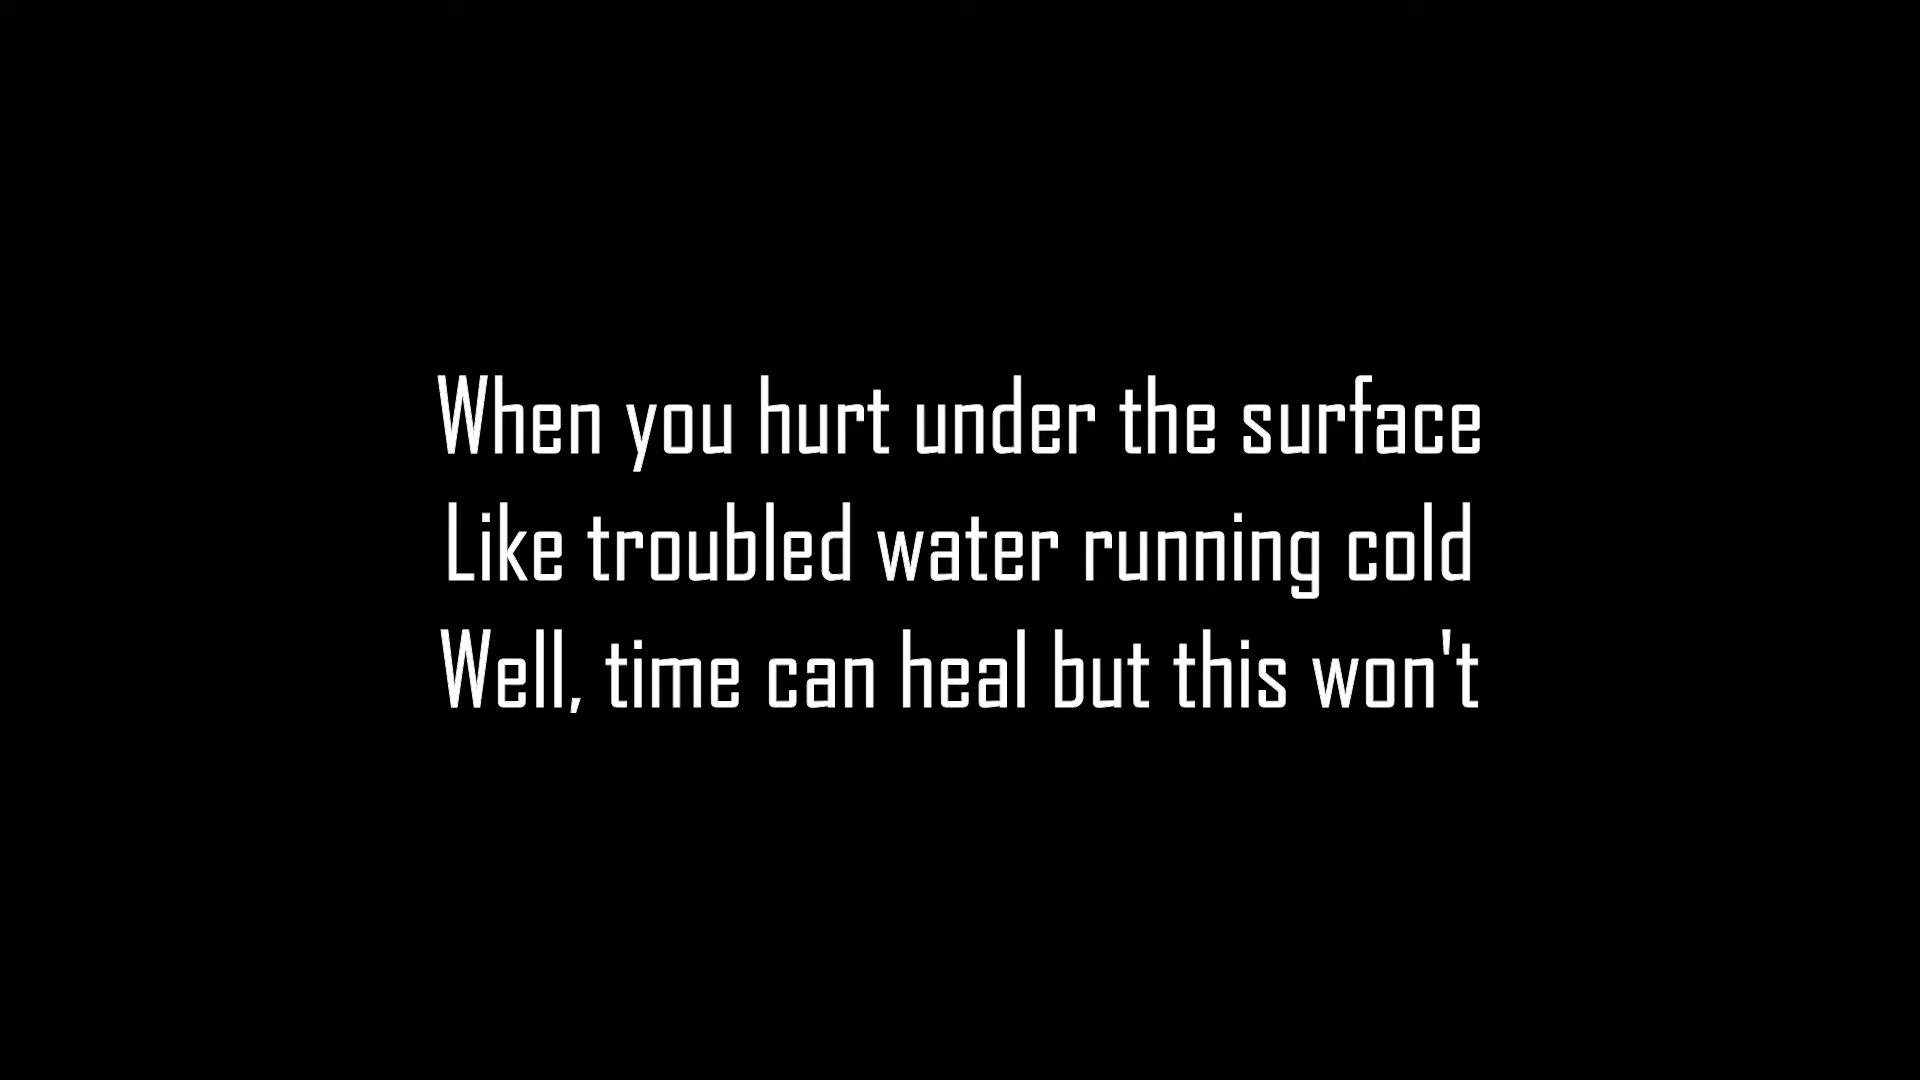 When you hurt under the surface
Like troubled water running cold
Well, time can heal but this won't